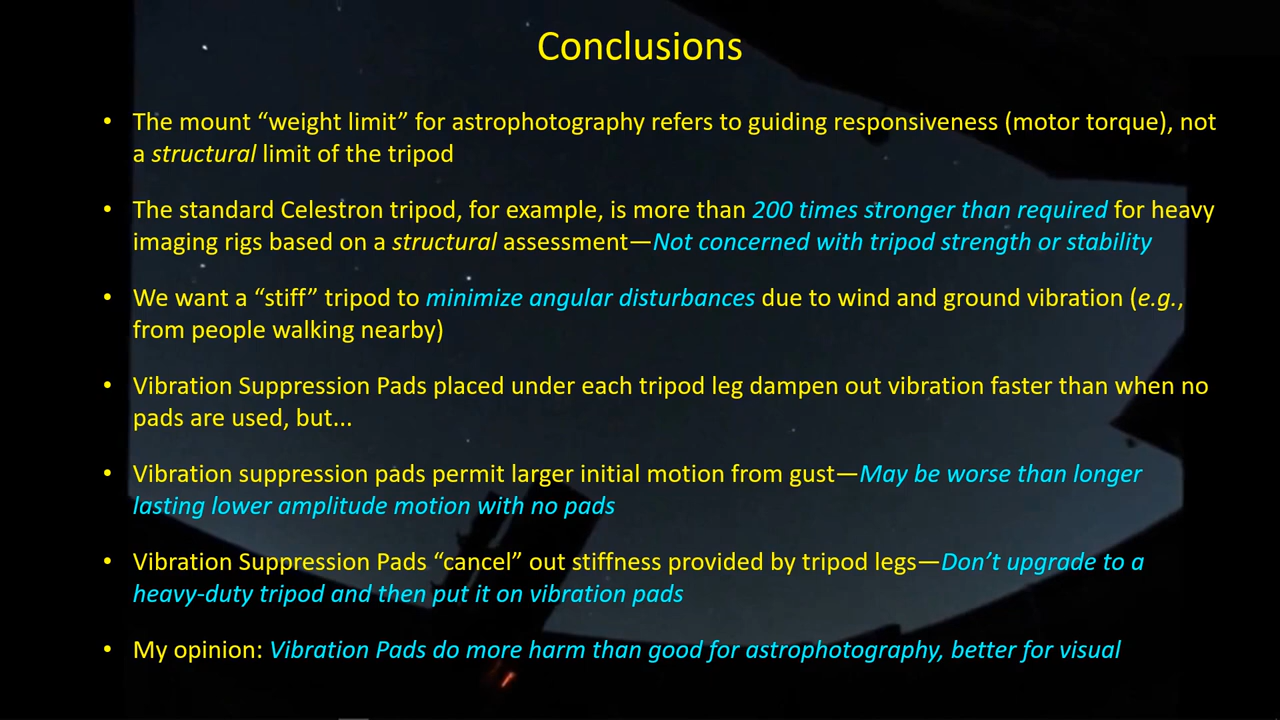 Conclusions
• The mount “weight limit” for astrophotography refers to guiding responsiveness (motor torque), not
a structural limit of the tripod
• The standard Celestron tripod, for example, is more than 200 times stronger than required for heavy
imaging rigs based on a structural assessment—Not concerned with tripod strength or stability
• We want a “stiff” tripod to minimize angular disturbances due to wind and ground vibration (e.g.,
from people walking nearby)
• Vibration Suppression Pads placed under each tripod leg dampen out vibration faster than when no
pads are used, but...
• Vibration suppression pads permit larger initial motion from gust—May be worse than longer
lasting lower amplitude motion with no pads
• Vibration Suppression Pads “cancel” out stiffness provided by tripod legs—Don’t upgrade to a
heavy-duty tripod and then put it on vibration pads
• My opinion: Vibration Pads do more harm than good for astrophotography, better for visual